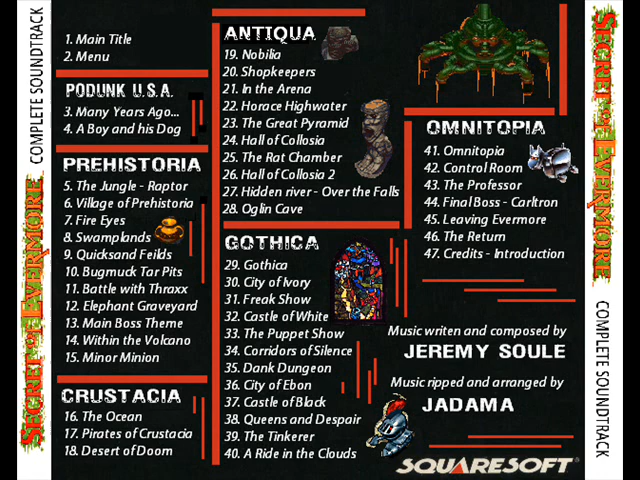 COMPLETE SOUNDTRACK
SECRET OF EVERMORE
1. Main Title
2. Menu
PODUNK U.S.A.
3. Many Years Ago...
4. A Boy and his Dog
PREHISTORIA
5. The Jungle - Raptor
6. Village of Prehistoria
7. Fire Eyes
8. Swamplands
9. Quicksand Feilds
10. Bugmuck Tar Pits
11. Battle with Thraxx
12. Elephant Graveyard
13. Main Boss Theme
14. Within the Volcano
15. Minor Minion
CRUSTACIA
16. The Ocean
17. Pirates of Crustacia
18. Desert of Doom
ANTIQUA
19. Nobilia
20. Shopkeepers
21. In the Arena
22. Horace Highwater
23. The Great Pyramid
24. Hall of Collosia
25. The Rat Chamber
26. Hall of Collosia 2
27. Hidden river - Over the Falls
28. Oglin Cave
GOTHICA
29. Gothica
30. City of Ivory
31. Freak Show
32. Castle of White
33. The Puppet Show
34. Corridors of Silence
35. Dank Dungeon
36. City of Ebon
37. Castle of Black
38. Queens and Despair
39. The Tinkerer
40. A Ride in the Clouds
OMNITOPIA
41. Omnitopia
42. Control Room
43. The Professor
44. Final Boss - Carltron
45. Leaving Evermore
46. The Return
47. Credits - Introduction
Music writen and composed by
JEREMY SOULE
Music ripped and arranged by
JADAMA
SQUARESOFT®
SECRET OF EVERMORE
COMPLETE SOUNDTRACK